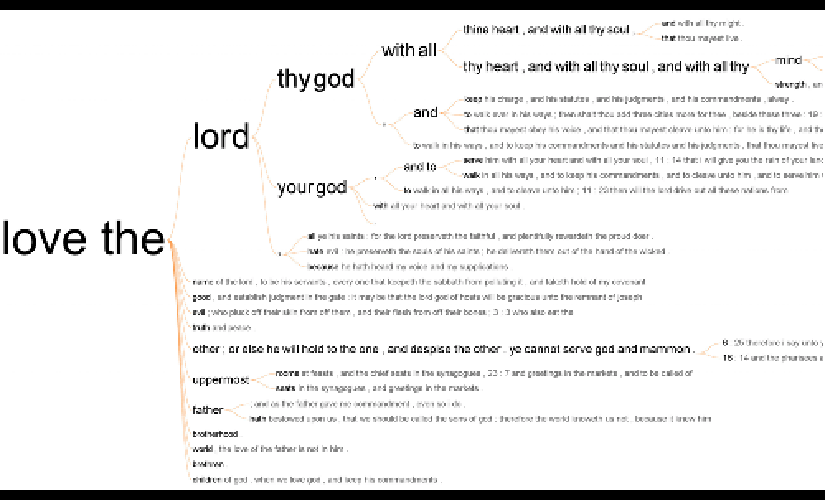 love the
lord
thy god
with all
thine heart , and with all thy soul ,
and with all thy might .
that thou mayest live .
thy heart , and with all thy soul , and with all thy
mind
strength ,
,
and
keep his charge , and his statutes , and his judgments , and his commandments , alway .
to walk ever in his ways ; then shalt thou add three cities more for thee , beside these three : 19 :
that thou mayest obey his voice , and that thou mayest cleave unto him : for he is thy life , and
to walk in his ways , and to keep his commandments and his statutes and his judgments , that thou mayest live
your god
,
and to
serve him with all your heart and with all your soul , 11 : 14 that i will give you the rain of your land
walk in all his ways , and to keep his commandments , and to cleave unto him , and to serve him
to walk in all his ways , and to cleave unto him ; 11 : 23 then will the lord drive out all these nations from
with all your heart and with all your soul .
,
all ye his saints : for the lord preserveth the faithful , and plentifully rewardeth the proud doer .
hate evil : he preserveth the souls of his saints ; he delivereth them out of the hand of the wicked .
because he hath heard my voice and my supplications .
name of the lord , to be his servants , every one that keepeth the sabbath from polluting it , and taketh hold of my covenant
good , and establish judgment in the gate : it may be that the lord god of hosts will be gracious unto the remnant of joseph
evil ; who pluck off their skin from off them , and their flesh from off their bones ; 3 : 3 who also eat the
truth and peace .
other ; or else he will hold to the one , and despise the other . ye cannot serve god and mammon .
6 : 25 therefore i say unto
16 : 14 and the pharisees
uppermost
rooms at feasts , and the chief seats in the synagogues , 23 : 7 and greetings in the markets , and to be called of
seats in the synagogues , and greetings in the markets .
father
; and as the father gave me commandment , even so i do .
hath bestowed upon us , that we should be called the sons of god : therefore the world knoweth us not , because it knew him
brotherhood .
world , the love of the father is not in him .
brethren .
children of god , when we love god , and keep his commandments .